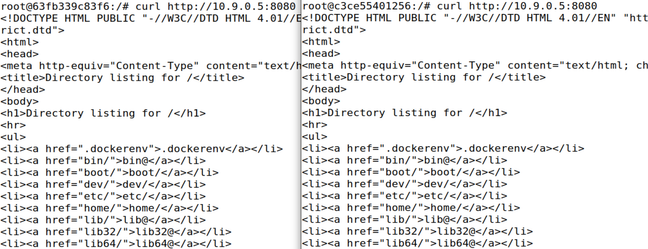 root@63fb339c83f6:/# curl http://10.9.0.5:8080
<!DOCTYPE HTML PUBLIC "-//W3C//DTD HTML 4.01//E
rict.dtd">
<html>
<head>
<meta http-equiv="Content-Type" content="text/h
<title>Directory listing for /</title>
</head>
<body>
<h1>Directory listing for /</h1>
<hr>
<ul>
<li><a href=".dockerenv">.dockerenv</a></li>
<li><a href="bin/">bin@</a></li>
<li><a href="boot/">boot/</a></li>
<li><a href="dev/">dev/</a></li>
<li><a href="etc/">etc/</a></li>
<li><a href="home/">home/</a></li>
<li><a href="lib/">lib@</a></li>
<li><a href="lib32/">lib32@</a></li>
<li><a href="lib64/">lib64@</a></li>
root@c3ce55401256:/# curl http://10.9.0.5:8080
<!DOCTYPE HTML PUBLIC "-//W3C//DTD HTML 4.01//EN" "htt
rict.dtd">
<html>
<head>
<meta http-equiv="Content-Type" content="text/html; ch
<title>Directory listing for /</title>
</head>
<body>
<h1>Directory listing for /</h1>
<hr>
<ul>
<li><a href=".dockerenv">.dockerenv</a></li>
<li><a href="bin/">bin@</a></li>
<li><a href="boot/">boot/</a></li>
<li><a href="dev/">dev/</a></li>
<li><a href="etc/">etc/</a></li>
<li><a href="home/">home/</a></li>
<li><a href="lib/">lib@</a></li>
<li><a href="lib32/">lib32@</a></li>
<li><a href="lib64/">lib64@</a></li>